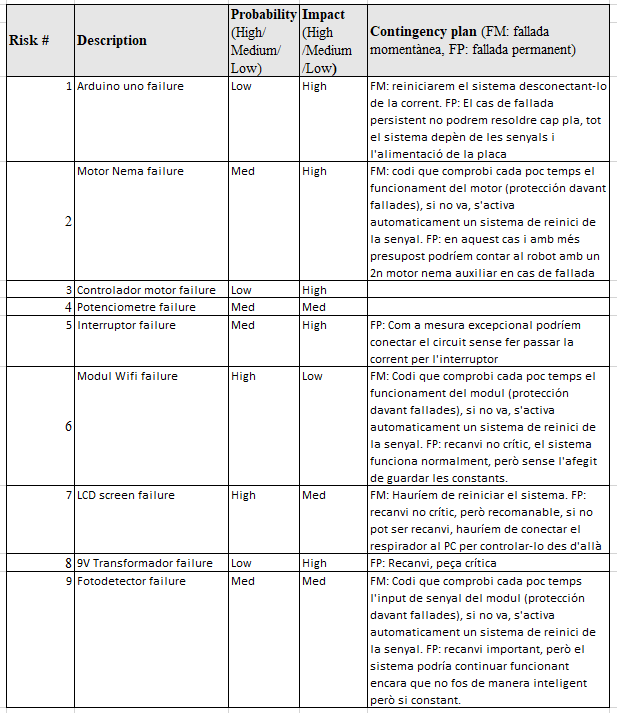 Risk #
Description
Probability
(High/
Medium/
Low)
Impact
(High
/Medium
/Low)
Contingency plan (FM: fallada
momentànea, FP: fallada permanent)
1
Arduino uno failure
Low
High
FM: reiniciarem el sistema desconectant-lo
de la corrent. FP: El cas de fallada
persistent no podrem resoldre cap pla, tot
el sistema depèn de les senyals i
l'alimentació de la placa
2
Motor Nema failure
Med
High
FM: codi que comprobi cada poc temps el
funcionament del motor (protección davant
fallades), si no va, s'activa
automaticament un sistema de reinici de
la senyal. FP: en aquest cas i amb més
presupost podríem contar al robot amb un
2n motor nema auxiliar en cas de fallada
3
Controlador motor failure
Low
High
4
Potenciometre failure
Med
Med
5
Interruptor failure
Med
High
FP: Com a mesura excepcional podríem
conectar el circuit sense fer passar la
corrent per l'interruptor
6
Modul Wifi failure
High
Low
FM: Codi que comprobi cada poc temps el
funcionament del modul (protección
davant fallades), si no va, s'activa
automaticament un sistema de reinici de
la senyal. FP: recanvi no crític, el sistema
funciona normalment, però sense l'afegit
de guardar les constants.
7
LCD screen failure
High
Med
FM: Hauríem de reiniciar el sistema. FP:
recanvi no crític, però recomanable, si no
pot ser recanvi, hauríem de conectar el
respirador al PC per controlar-lo des d'allà
8
9V Transformador failure
Low
High
FP: Recanvi, peça crítica
9
Fotodetector failure
Med
Med
FM: Codi que comprobi cada poc temps
l'input de senyal del modul (protección
davant fallades), si no va, s'activa
automaticament un sistema de reinici de
la senyal. FP: recanvi important, però el
sistema podría continuar funcionant
encara que no fos de manera inteligent
però si constant.